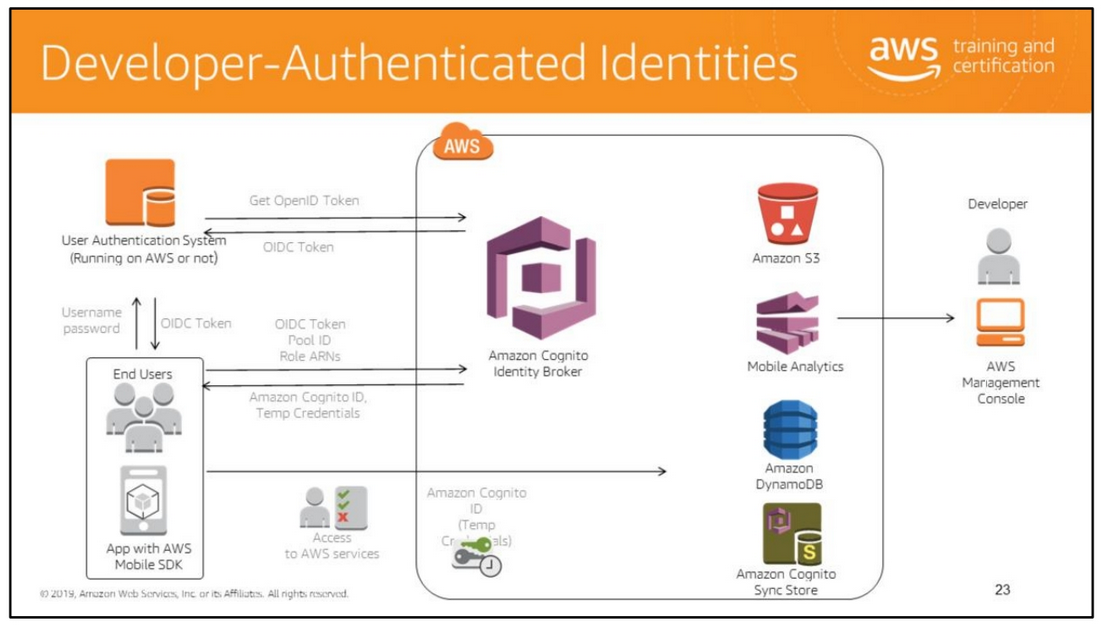 Developer-Authenticated Identities
aws training and
certification
AWS
Get OpenID Token
User Authentication System
(Running on AWS or not)
OIDC Token
Username
password
OIDC Token
OIDC Token
Pool ID
Role ARNs
Amazon Cognito
Identity Broker
End Users
Amazon Cognito ID,
Temp Credentials
App with AWS
Mobile SDK
Access
to AWS services
Amazon Cognito
ID
(Temp
Amazon S3
Mobile Analytics
Amazon
DynamoDB
S
Amazon Cognito
Sync Store
Developer
AWS
Management
Console
© 2019, Amazon Web Services, Inc. or its Affiliates. All rights reserved.
23